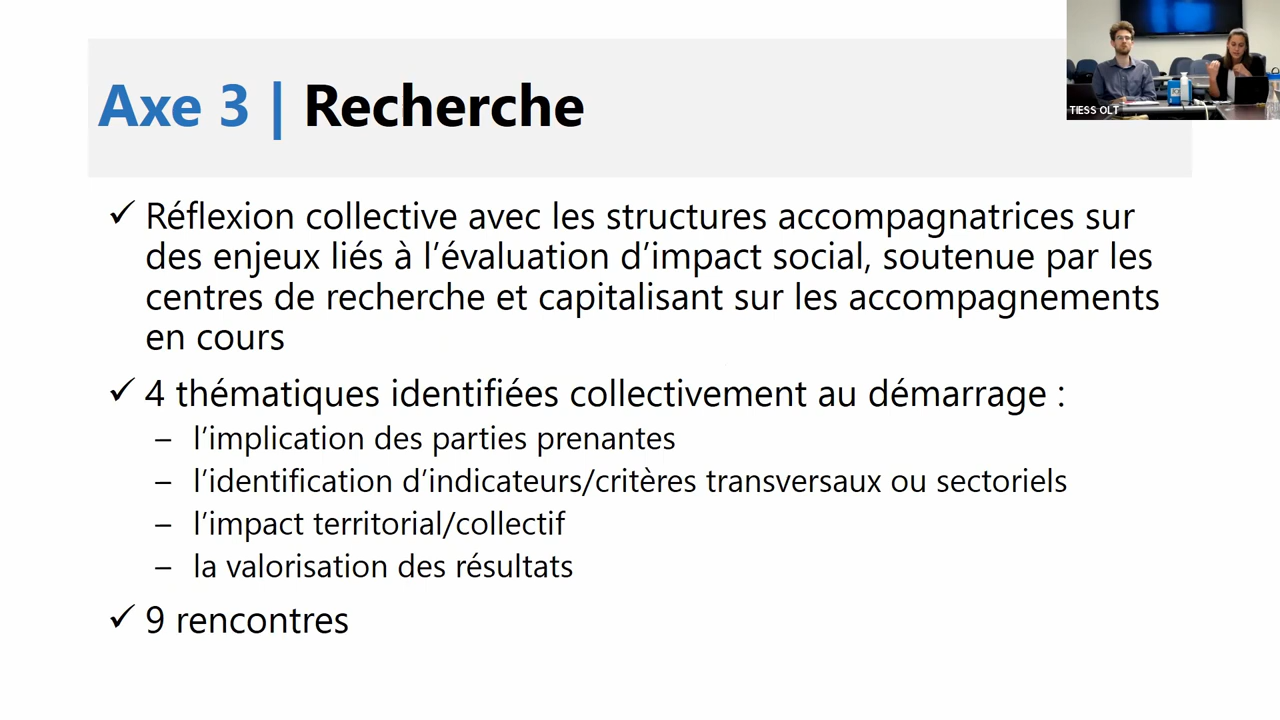 Axe 3 | Recherche
TIESS OLT
✓ Réflexion collective avec les structures accompagnatrices sur
des enjeux liés à l’évaluation d’impact social, soutenue par les
centres de recherche et capitalisant sur les accompagnements
en cours
✓ 4 thématiques identifiées collectivement au démarrage :
– l’implication des parties prenantes
– l’identification d’indicateurs/critères transversaux ou sectoriels
– l’impact territorial/collectif
– la valorisation des résultats
✓ 9 rencontres